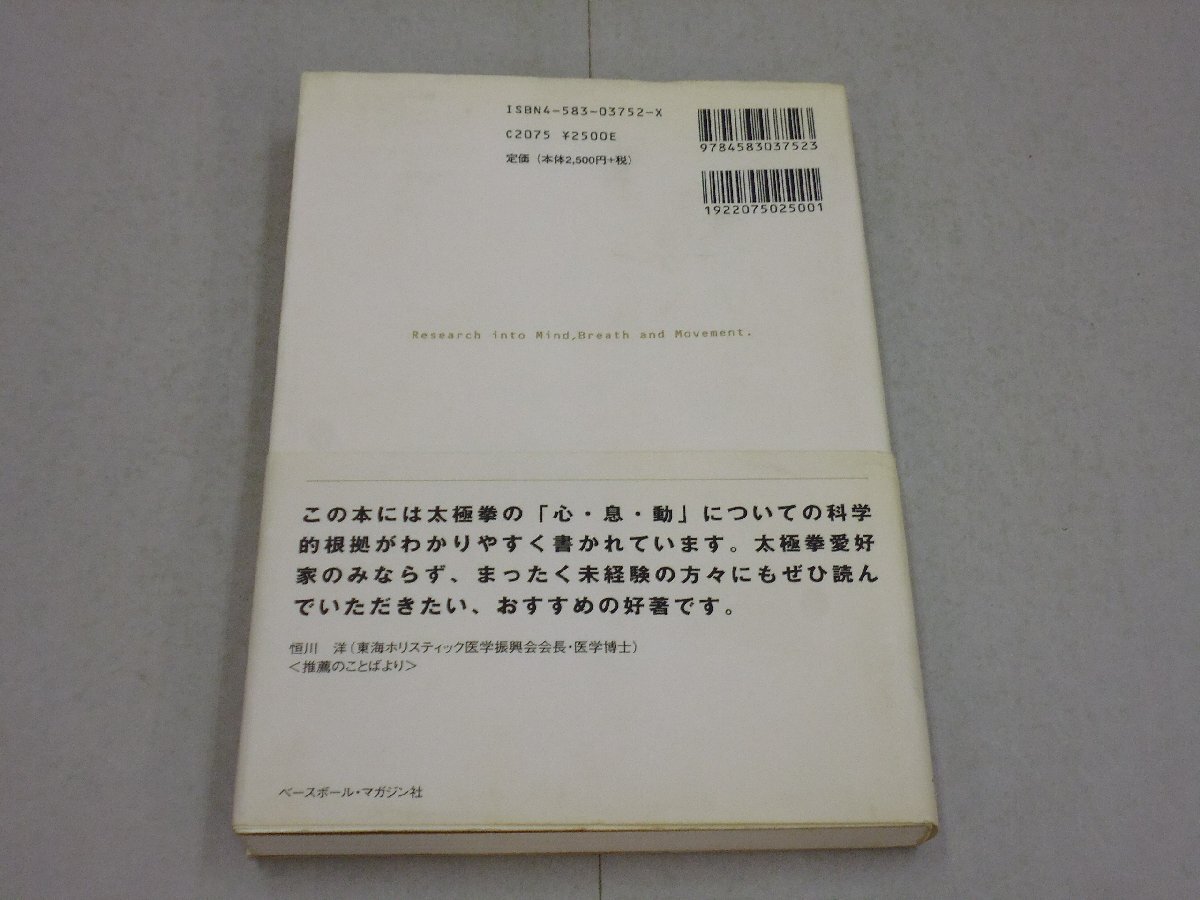 ISBN4-583-03752-X
C2075 ¥2500E
定価（本体2,500円+税）
9784583037523
1922075025001
Research into Mind,Breath and Movement.
この本には太極拳の「心・息・動」についての科学
的根拠がわかりやすく書かれています。太極拳愛好
家のみならず、まったく未経験の方々にもぜひ読ん
でいただきたい、おすすめの好著です。
恒川　洋（東海ホリスティック医学振興会会長・医学博士）
＜推薦のことばより＞
ベースボール・マガジン社